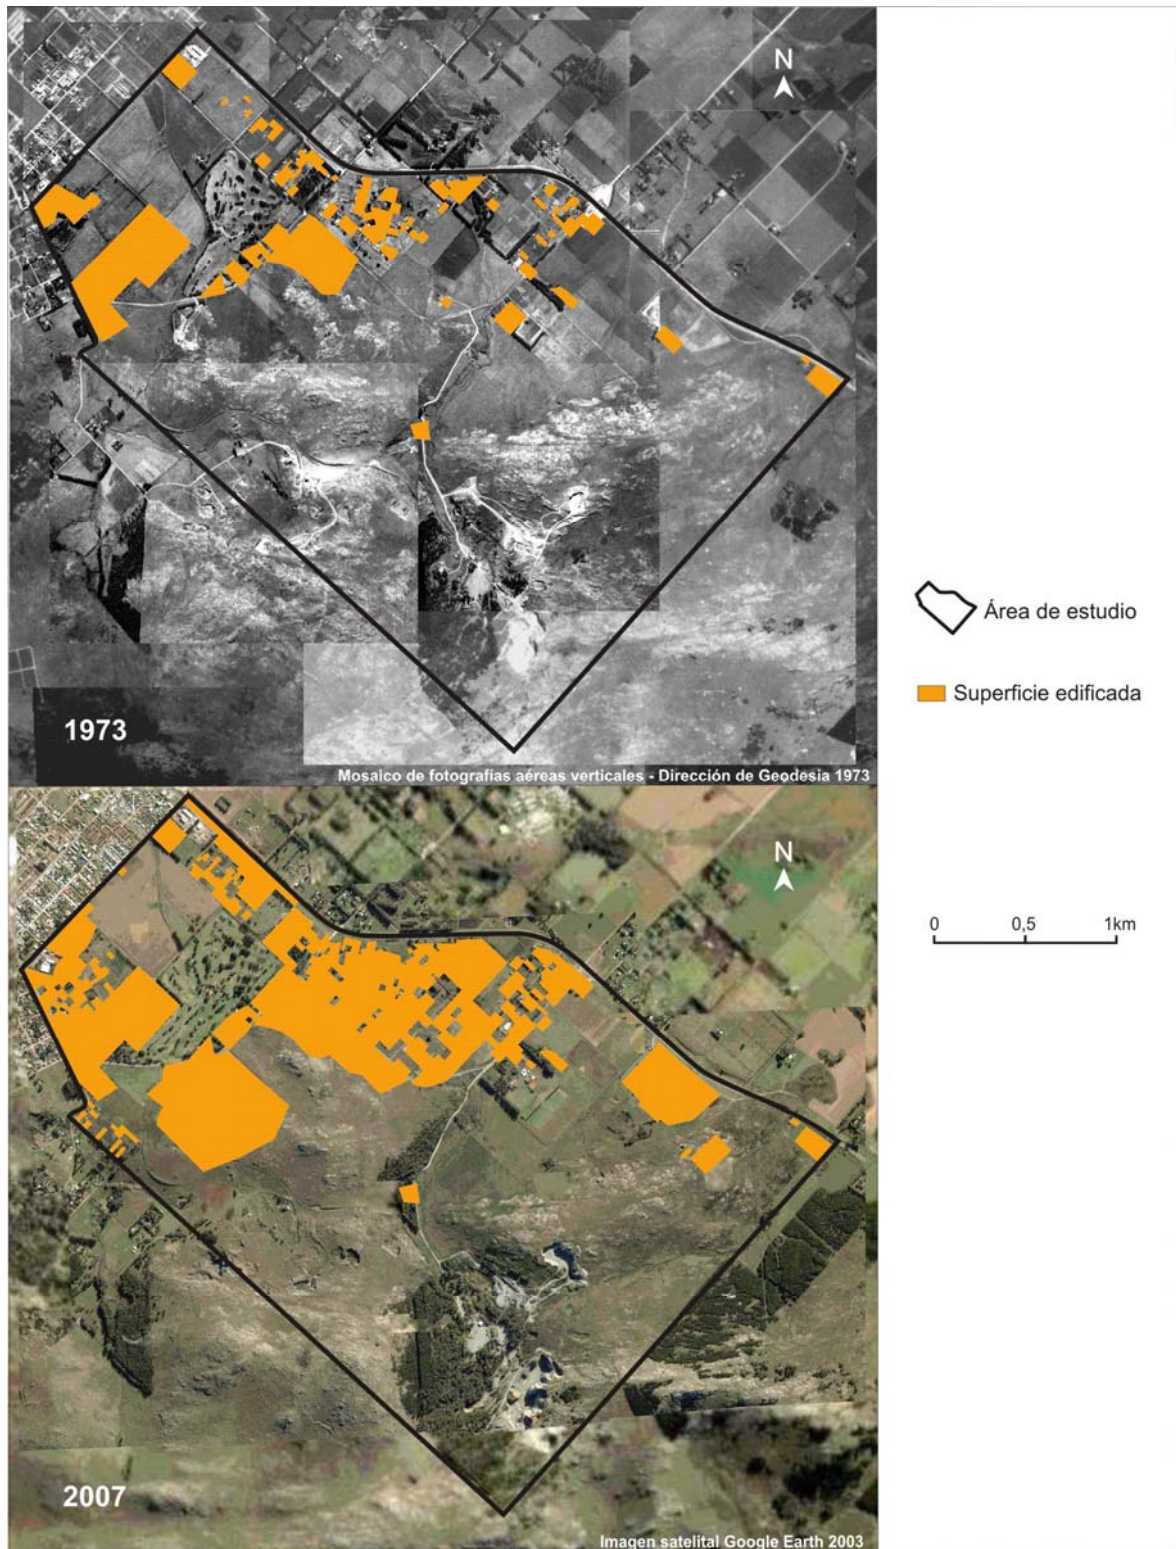 N
1973
Mosaico de fotografias aéreas verticales - Dirección de Geodesia 1973
Área de estudio
Superficie edificada
N
0 0,5 1km
2007
Imagen satelital Google Earth 2003